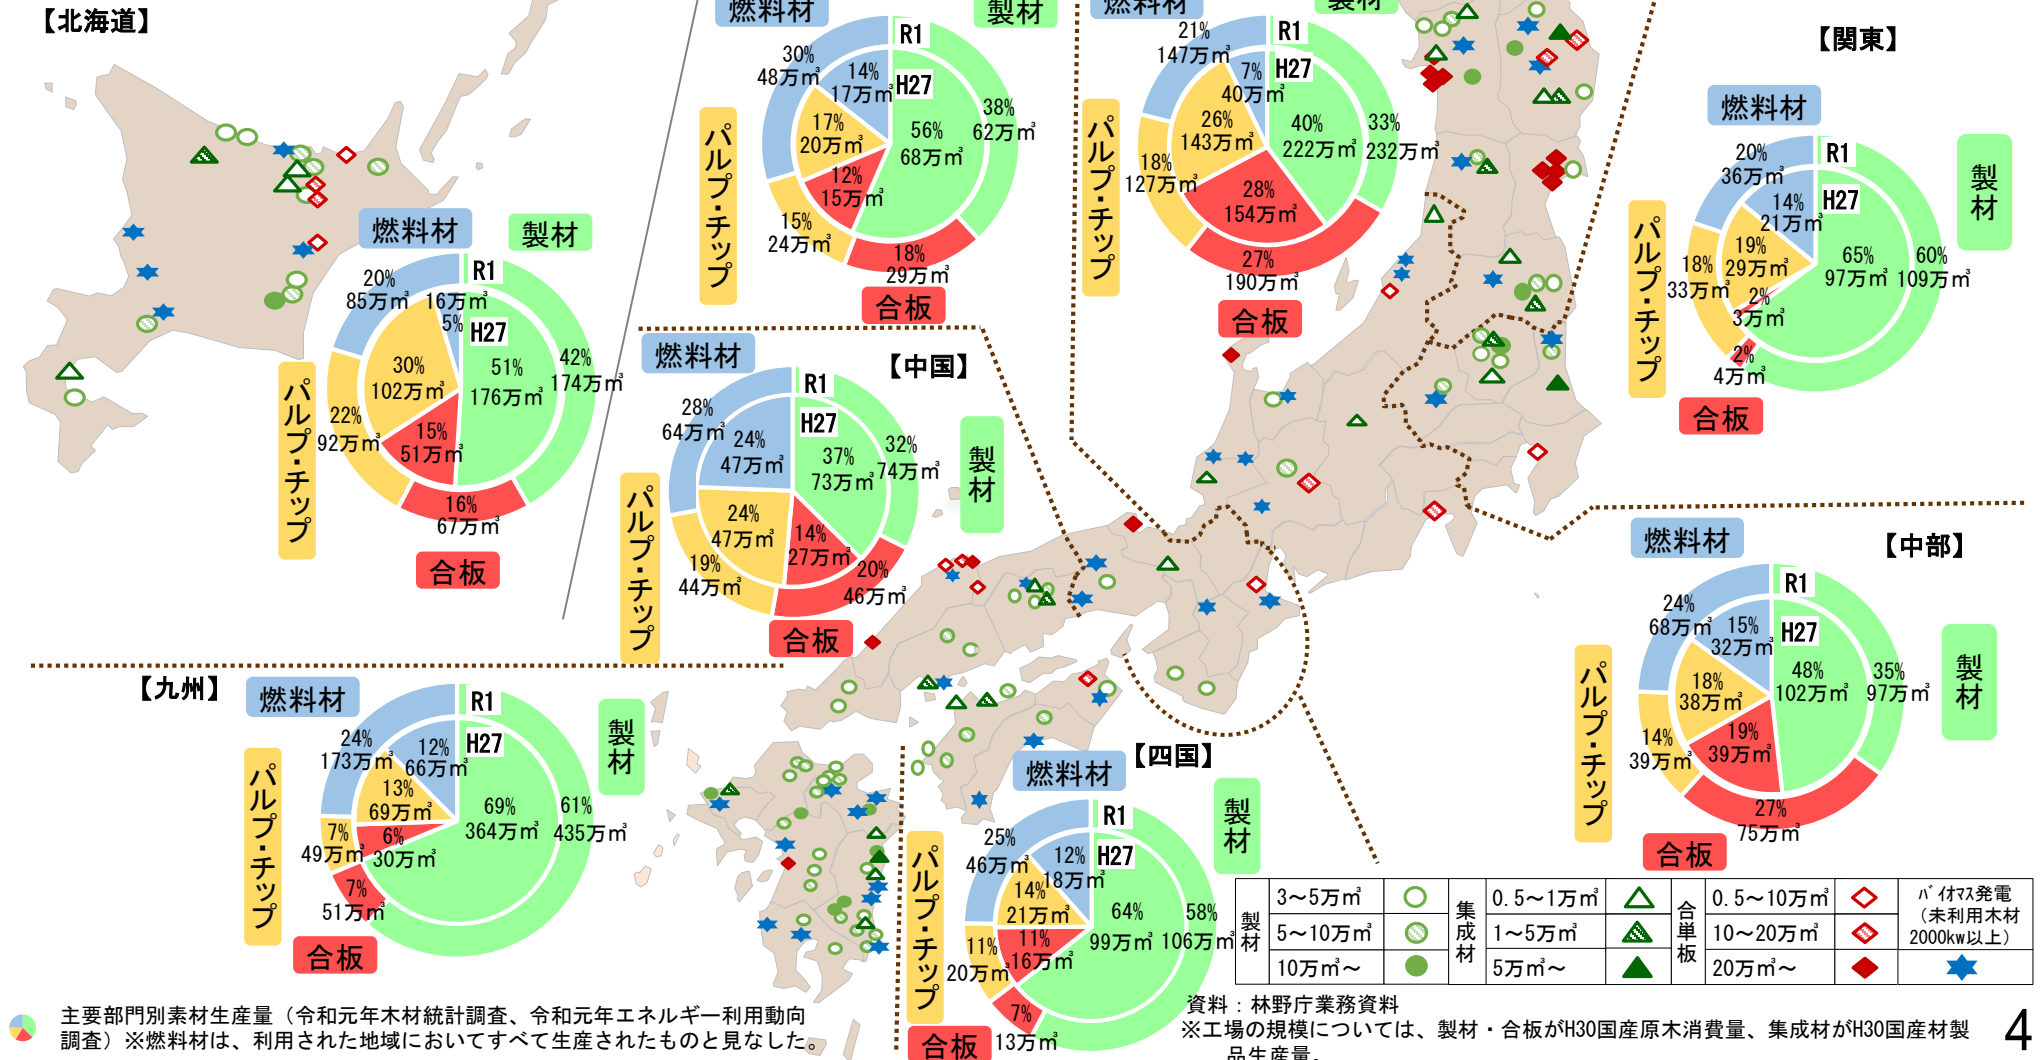 【北海道】
燃料材
製材
R1
H27
20%
85万㎥
16万㎥
5%
51%
176万㎥
42%
174万㎥
30%
102万㎥
15%
51万㎥
22%
92万㎥
16%
67万㎥
パルプ・チップ
合板
燃料材
製材
R1
H27
30%
48万㎥
14%
17万㎥
56%
68万㎥
38%
62万㎥
17%
20万㎥
12%
15万㎥
15%
24万㎥
18%
29万㎥
パルプ・チップ
合板
燃料材
製材
R1
H27
21%
147万㎥
7%
40万㎥
40%
222万㎥
33%
232万㎥
26%
143万㎥
28%
154万㎥
18%
127万㎥
27%
190万㎥
パルプ・チップ
合板
【関東】
燃料材
製材
R1
H27
20%
36万㎥
14%
21万㎥
65%
97万㎥
60%
109万㎥
19%
29万㎥
2%
3万㎥
18%
33万㎥
2%
4万㎥
パルプ・チップ
合板
【中国】
燃料材
製材
R1
H27
28%
64万㎥
24%
47万㎥
37%
73万㎥
32%
74万㎥
24%
47万㎥
14%
27万㎥
19%
44万㎥
20%
46万㎥
パルプ・チップ
合板
【中部】
燃料材
製材
R1
H27
24%
68万㎥
15%
32万㎥
48%
102万㎥
35%
97万㎥
18%
38万㎥
19%
39万㎥
14%
39万㎥
27%
75万㎥
パルプ・チップ
合板
【九州】
燃料材
製材
R1
H27
24%
173万㎥
12%
66万㎥
69%
364万㎥
61%
435万㎥
13%
69万㎥
6%
30万㎥
7%
49万㎥
7%
51万㎥
パルプ・チップ
合板
【四国】
燃料材
製材
R1
H27
25%
46万㎥
12%
18万㎥
64%
99万㎥
58%
106万㎥
14%
21万㎥
11%
16万㎥
11%
20万㎥
7%
13万㎥
パルプ・チップ
合板
製材
3～5万㎥
5～10万㎥
10万㎥～
集成材
0.5～1万㎥
1～5万㎥
5万㎥～
合単板
0.5～10万㎥
10～20万㎥
20万㎥～
ﾊﾞｲｵﾏｽ発電
（未利用木材
2000kw以上）
主要部門別素材生産量（令和元年木材統計調査、令和元年エネルギー利用動向
調査）※燃料材は、利用された地域においてすべて生産されたものと見なした。
資料：林野庁業務資料
※工場の規模については、製材・合板がH30国産原木消費量、集成材がH30国産材製
品生産量。
4